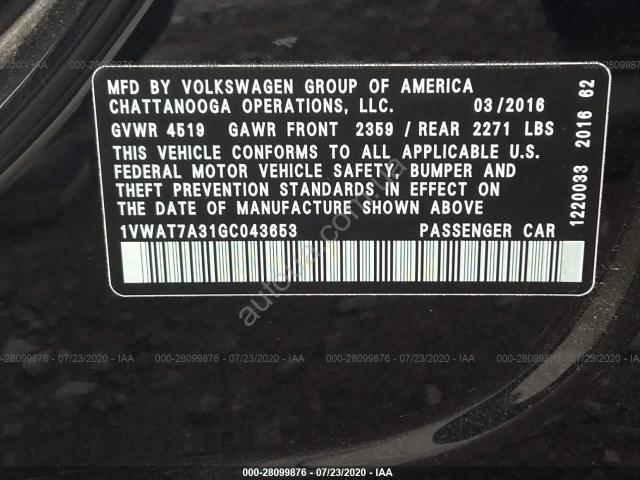 MFD BY VOLKSWAGEN GROUP OF AMERICA
CHATTANOOGA OPERATIONS, LLC. 03/2016
GVWR 4519 GAWR FRONT 2359 / REAR 2271 LBS
THIS VEHICLE CONFORMS TO ALL APPLICABLE U.S.
FEDERAL MOTOR VEHICLE SAFETY, BUMPER AND
THEFT PREVENTION STANDARDS IN EFFECT ON
THE DATE OF MANUFACTURE SHOWN ABOVE
1VWAT7A31GC043653 PASSENGER CAR
1220033 2016 62
000-28099876 - 07/23/2020 - IAA